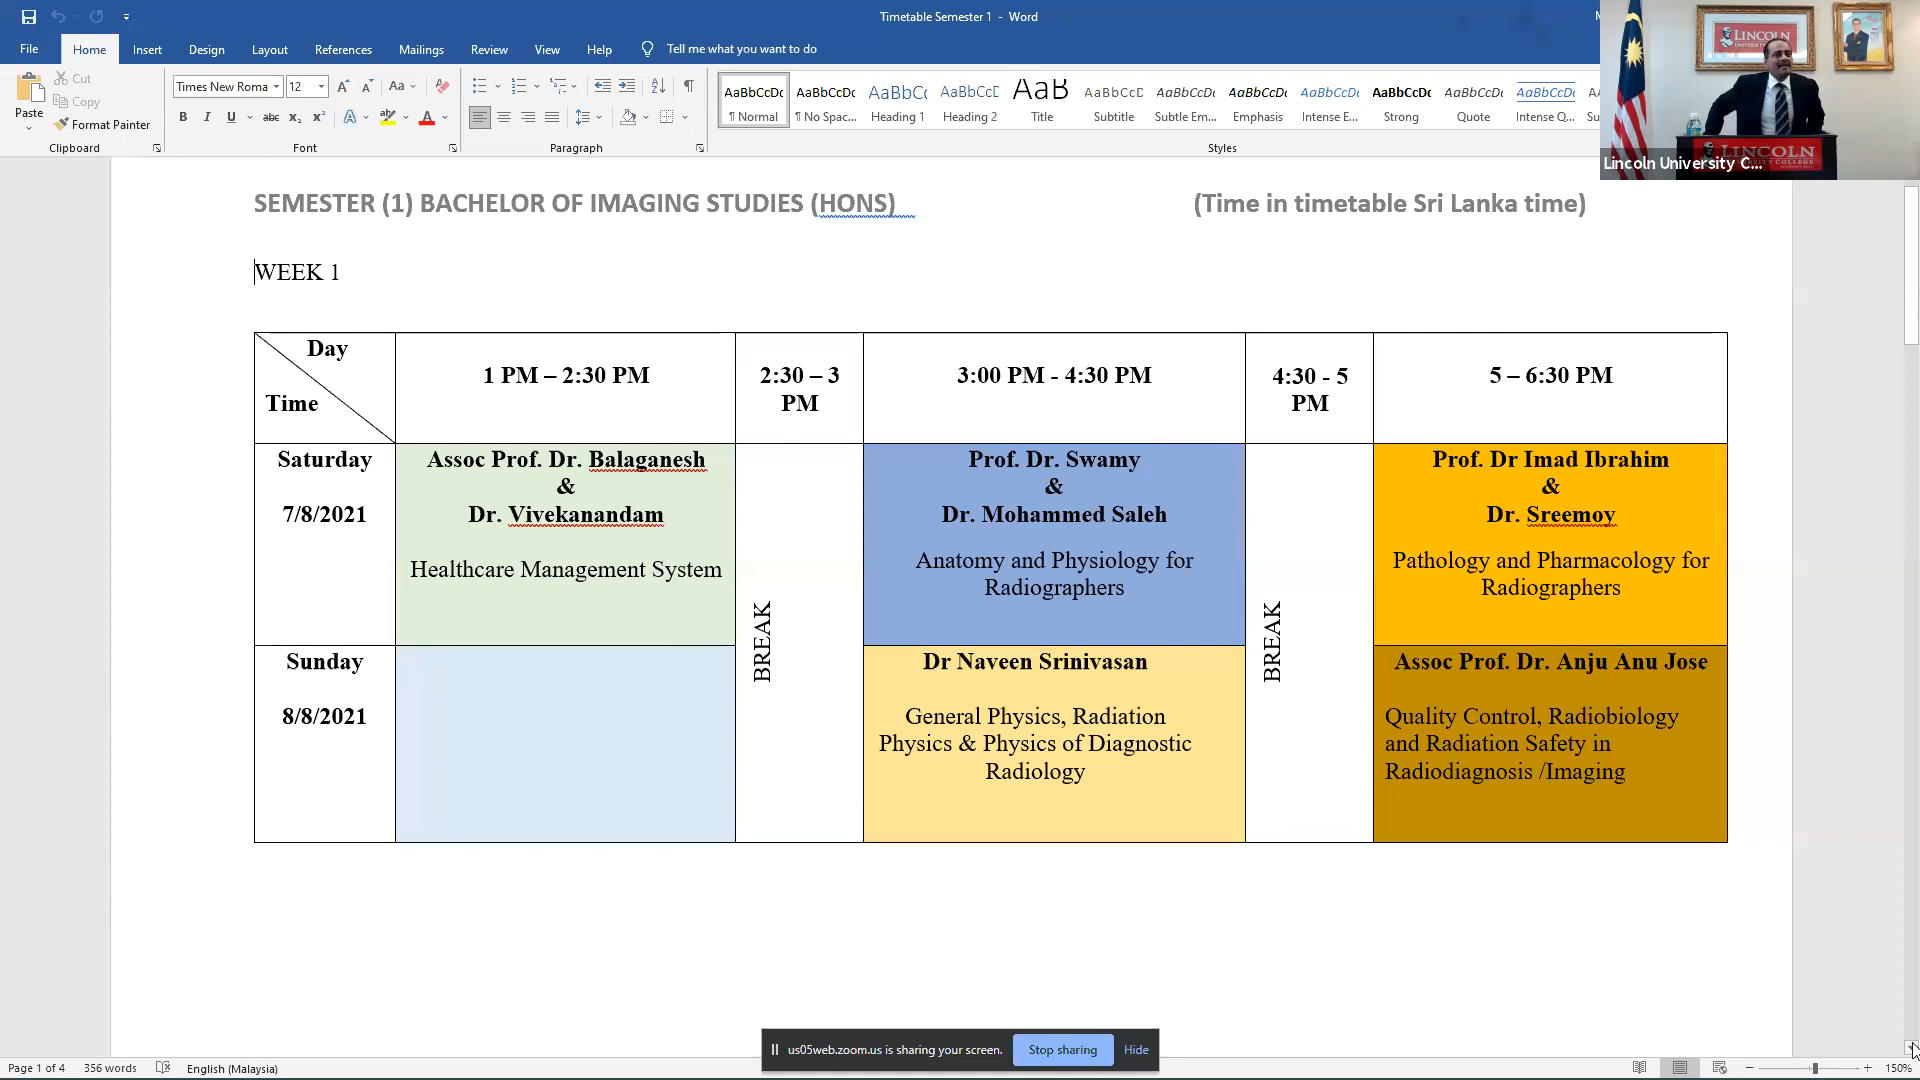 Timetable Semester 1 - Word
File Home Insert Design Layout References Mailings Review View Help Tell me what you want to do
Cut
Copy
Paste
Format Painter
Times New Roma 12
AaBbCcDc AaBbCcDc AaBbCc AaBbCcD AaB AaBbCcD AaBbCcDc AaBbCcDc AaBbCcDc AaBbCcDc AaBbCcDc AaBbCcDc
¶ Normal ¶ No Spac... Heading 1 Heading 2 Title Subtitle Subtle Em... Emphasis Intense E... Strong Quote Intense Q...
Clipboard Font Paragraph Styles
LINCOLN
LINCOLN
Lincoln University C...
SEMESTER (1) BACHELOR OF IMAGING STUDIES (HONS) (Time in timetable Sri Lanka time)
WEEK 1
Day
Time
1 PM – 2:30 PM
2:30 – 3
PM
3:00 PM - 4:30 PM
4:30 - 5
PM
5 – 6:30 PM
Saturday
7/8/2021
Assoc Prof. Dr. Balaganesh
&
Dr. Vivekanandam
Healthcare Management System
BREAK
Prof. Dr. Swamy
&
Dr. Mohammed Saleh
Anatomy and Physiology for
Radiographers
BREAK
Prof. Dr Imad Ibrahim
&
Dr. Sreemoy
Pathology and Pharmacology for
Radiographers
Sunday
8/8/2021
Dr Naveen Srinivasan
General Physics, Radiation
Physics & Physics of Diagnostic
Radiology
Assoc Prof. Dr. Anju Anu Jose
Quality Control, Radiobiology
and Radiation Safety in
Radiodiagnosis /Imaging
us05web.zoom.us is sharing your screen. Stop sharing Hide
Page 1 of 4 356 words English (Malaysia) 150%